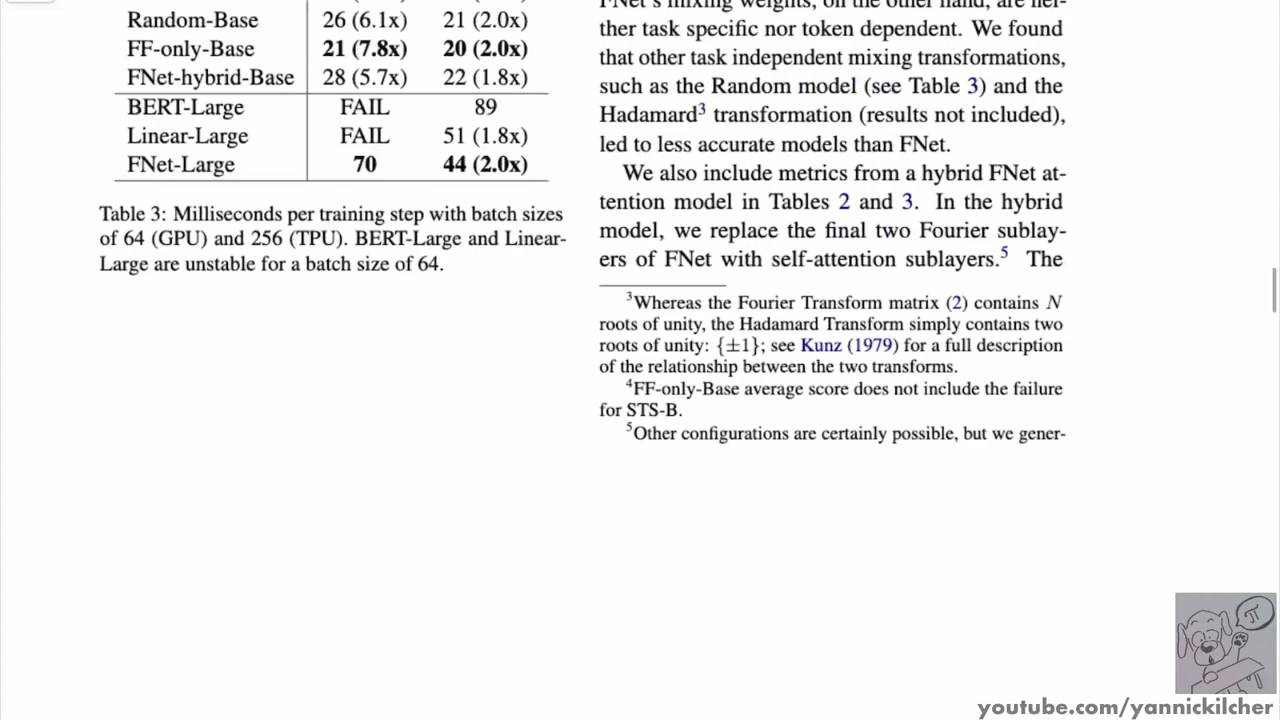 Random-Base 26 (6.1x) 21 (2.0x)
FF-only-Base 21 (7.8x) 20 (2.0x)
FNet-hybrid-Base 28 (5.7x) 22 (1.8x)
BERT-Large FAIL 89
Linear-Large FAIL 51 (1.8x)
FNet-Large 70 44 (2.0x)
Table 3: Milliseconds per training step with batch sizes
of 64 (GPU) and 256 (TPU). BERT-Large and Linear-
Large are unstable for a batch size of 64.
FNet's mixing weights, on the other hand, are nei-
ther task specific nor token dependent. We found
that other task independent mixing transformations,
such as the Random model (see Table 3) and the
Hadamard³ transformation (results not included),
led to less accurate models than FNet.
We also include metrics from a hybrid FNet at-
tention model in Tables 2 and 3. In the hybrid
model, we replace the final two Fourier sublay-
ers of FNet with self-attention sublayers.⁵ The
³Whereas the Fourier Transform matrix (2) contains N
roots of unity, the Hadamard Transform simply contains two
roots of unity: {±1}; see Kunz (1979) for a full description
of the relationship between the two transforms.
⁴FF-only-Base average score does not include the failure
for STS-B.
⁵Other configurations are certainly possible, but we gener-
π
youtube.com/yannickilcher